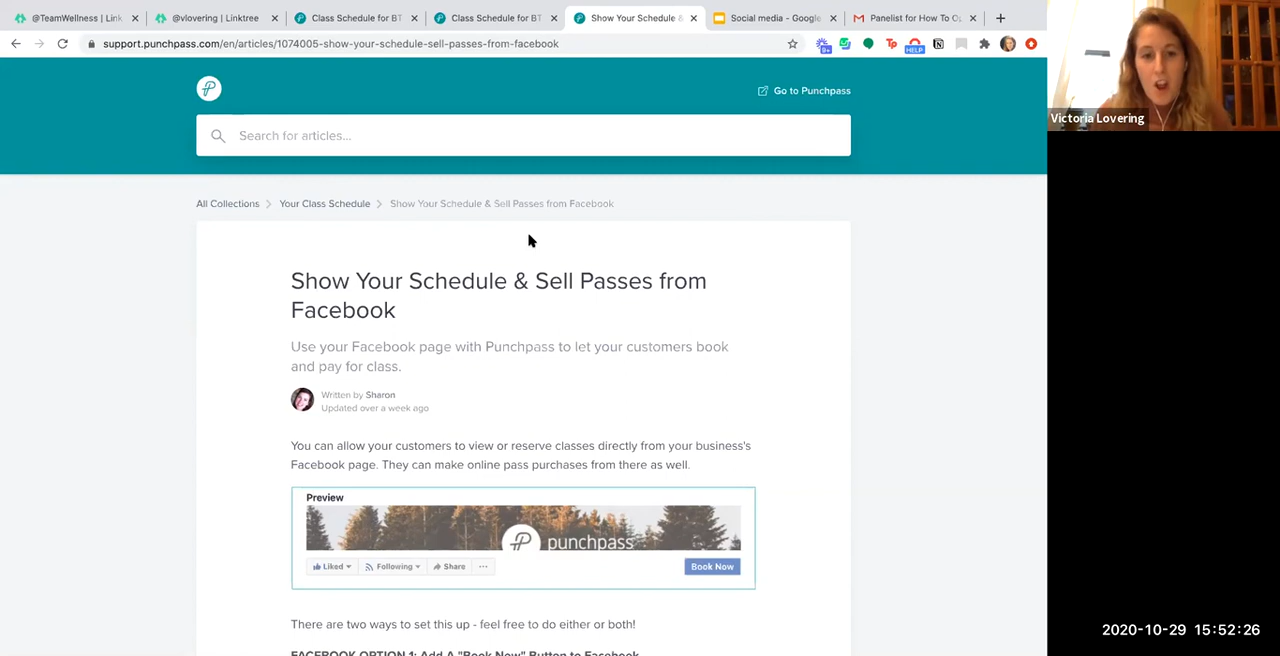 @TeamWellness | Link
@vlovering | Linktree
Class Schedule for BT
Class Schedule for BT
Show Your Schedule &
Social media - Google
Panelist for How To O
support.punchpass.com/en/articles/1074005-show-your-schedule-sell-passes-from-facebook
9+
Tp
HELP
Victoria Lovering
Go to Punchpass
Search for articles...
All Collections > Your Class Schedule > Show Your Schedule & Sell Passes from Facebook
Show Your Schedule & Sell Passes from
Facebook
Use your Facebook page with Punchpass to let your customers book
and pay for class.
Written by Sharon
Updated over a week ago
You can allow your customers to view or reserve classes directly from your business's
Facebook page. They can make online pass purchases from there as well.
Preview
punchpass
Liked Following Share ... Book Now
There are two ways to set this up - feel free to do either or both!
FACEBOOK OPTION 1: Add A "Book Now" Button to Facebook
2020-10-29 15:52:26